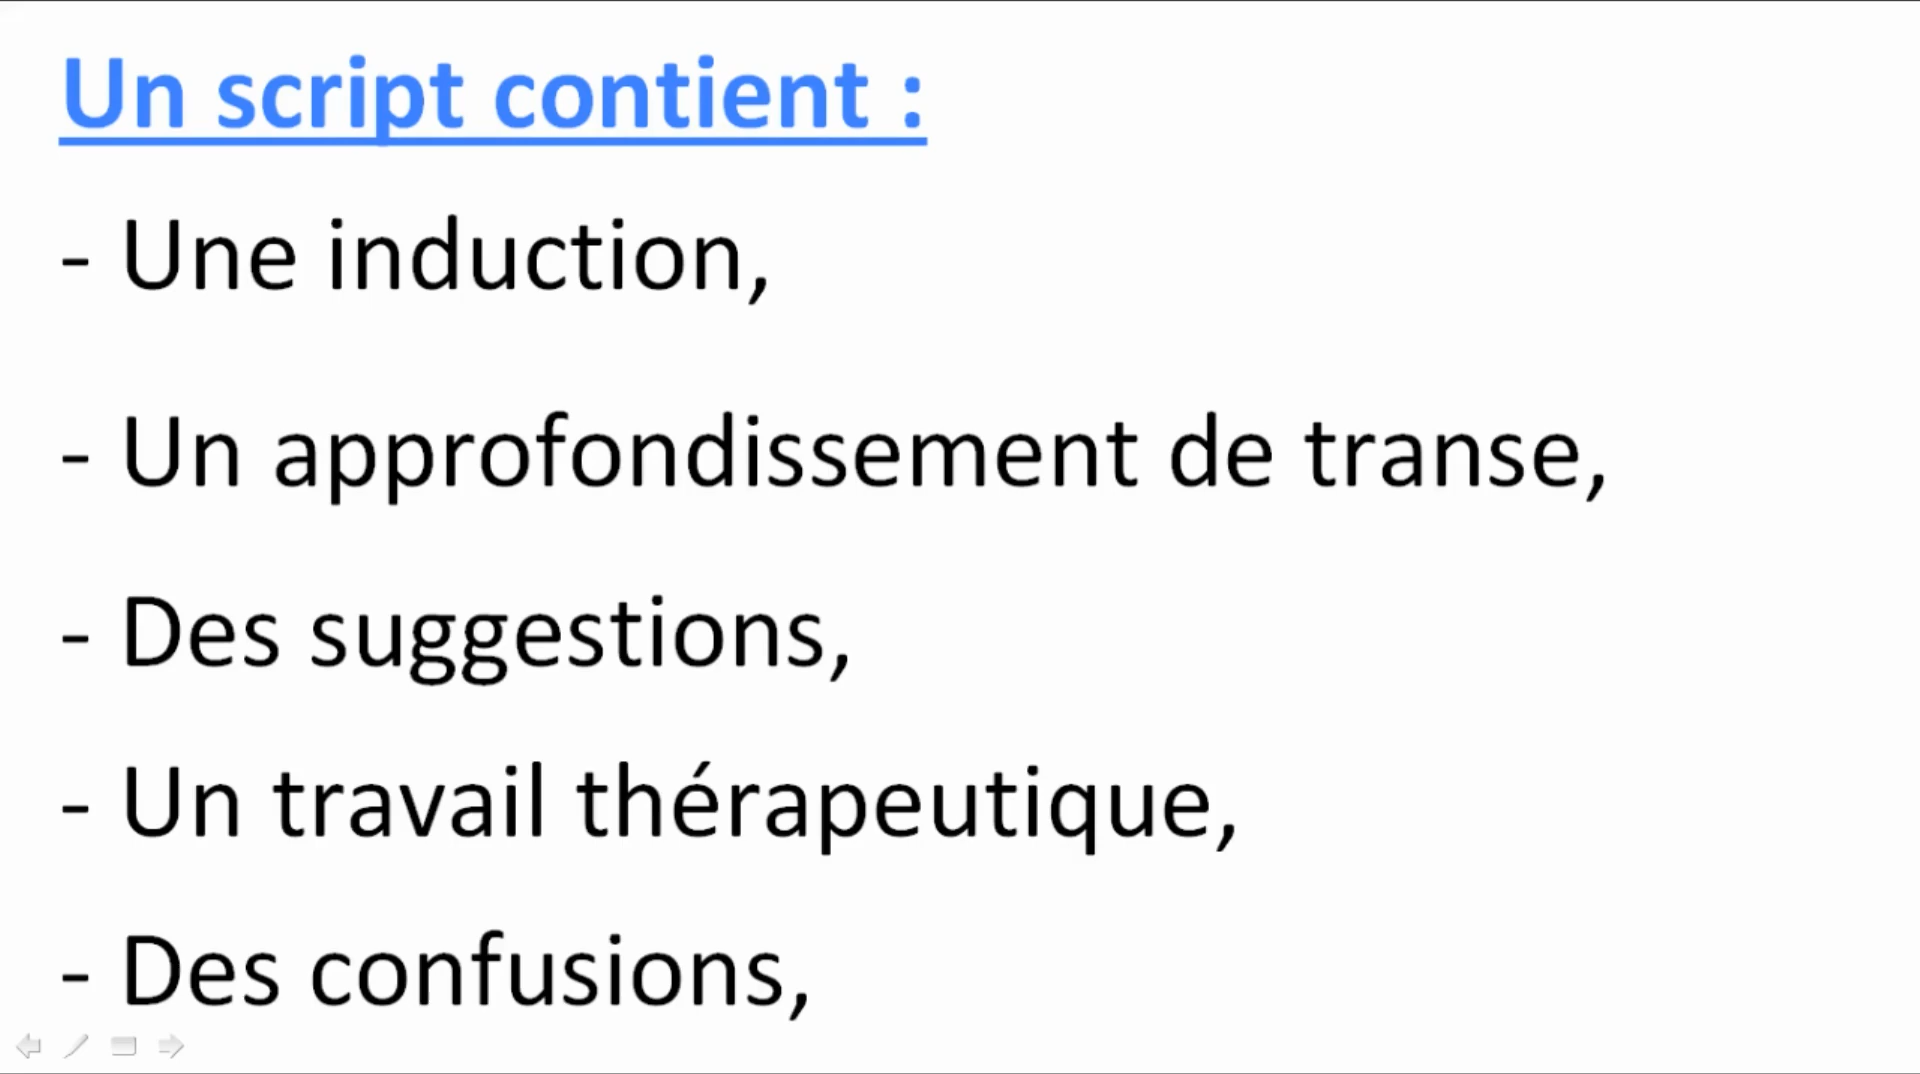 Un script contient :
- Une induction,
- Un approfondissement de transe,
- Des suggestions,
- Un travail thérapeutique,
- Des confusions,